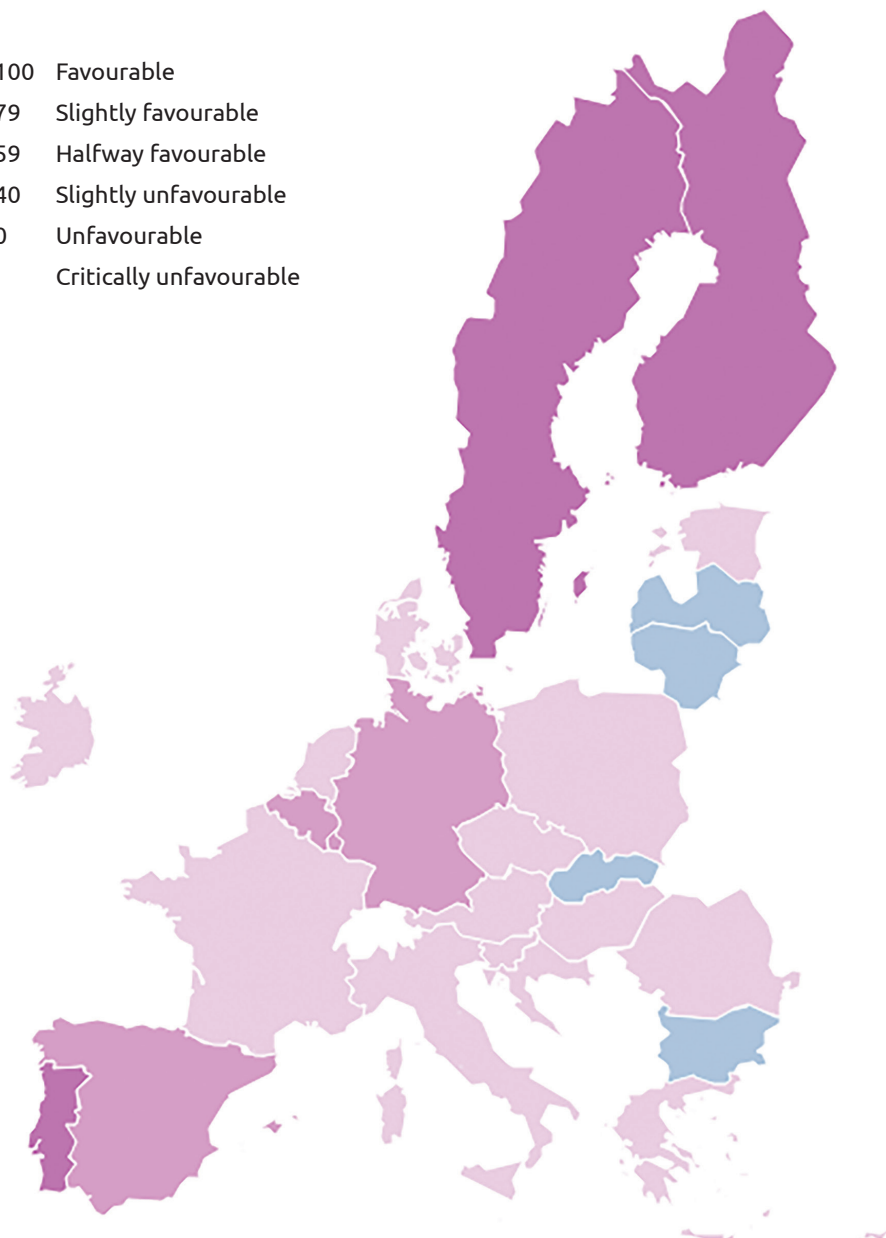 100 Favourable
79 Slightly favourable
59 Halfway favourable
40 Slightly unfavourable
0 Unfavourable
Critically unfavourable